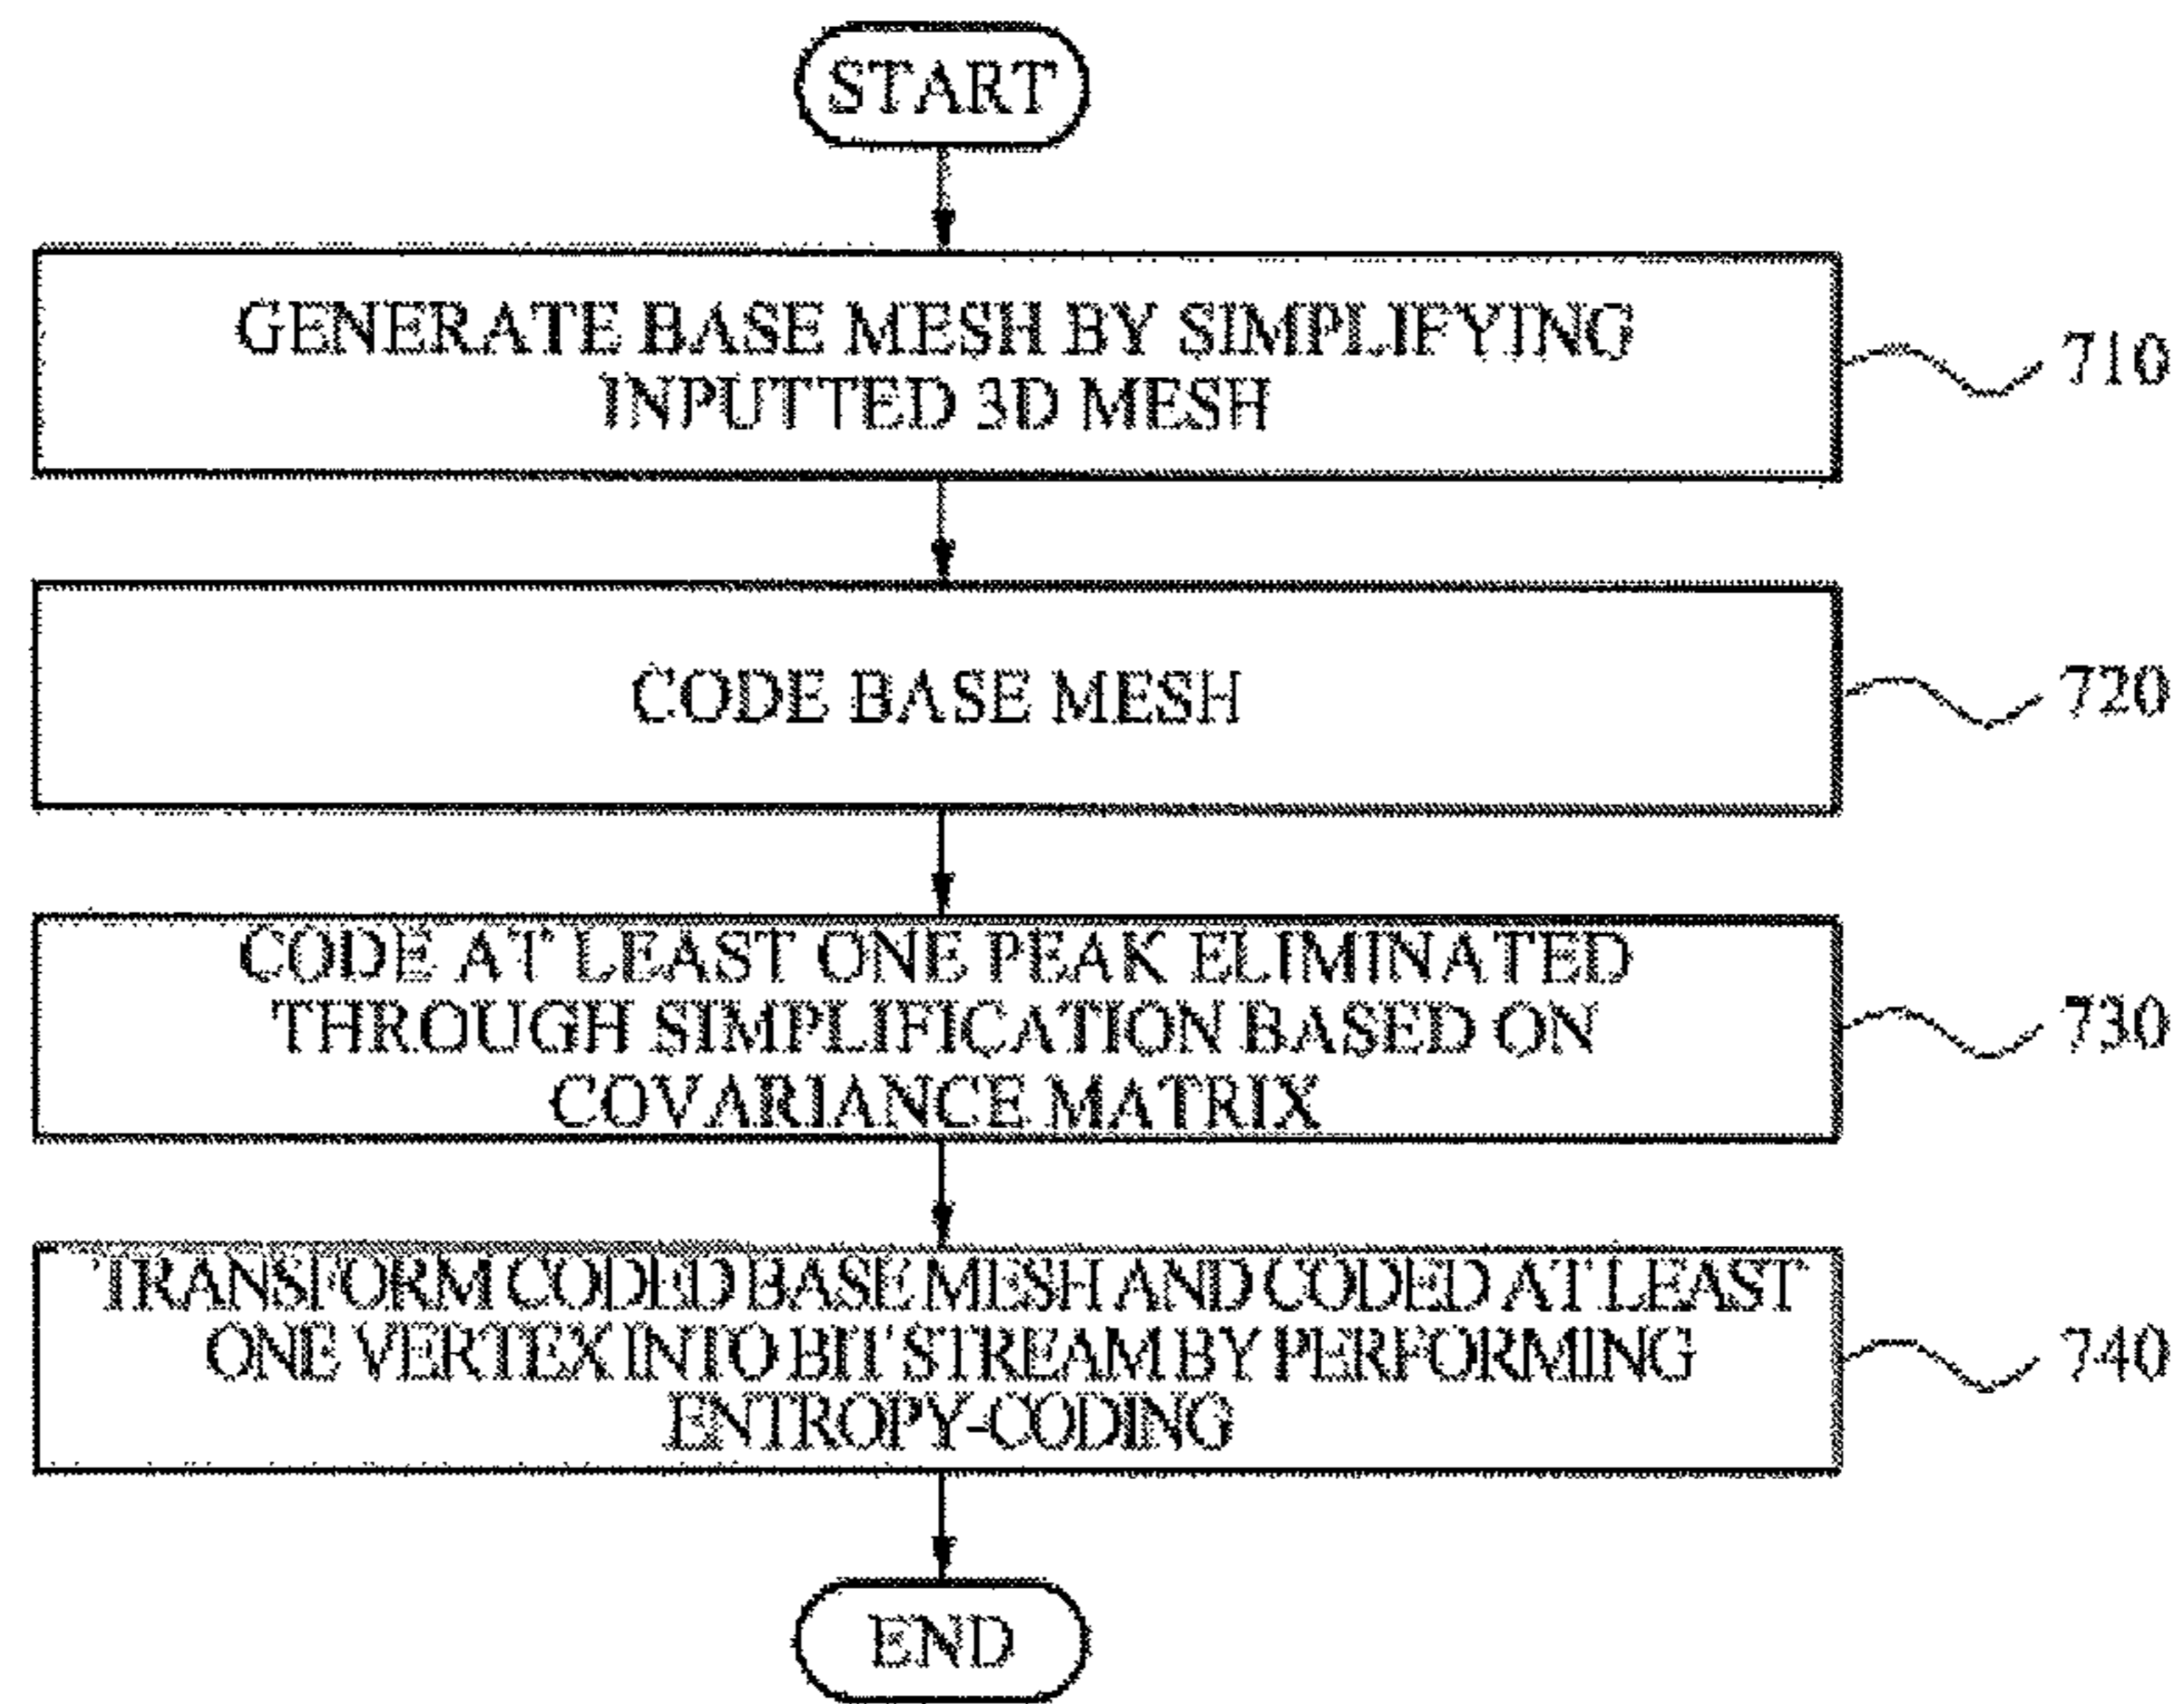 START
GENERATE BASE MESH BY SIMPLIFYING
INPUTTED 3D MESH
710
CODE BASE MESH
720
CODE AT LEAST ONE PEAK ELIMINATED
THROUGH SIMPLIFICATION BASED ON
COVARIANCE MATRIX
730
TRANSFORM CODED BASE MESH AND CODED AT LEAST
ONE VERTEX INTO BIT STREAM BY PERFORMING
ENTROPY-CODING
740
END